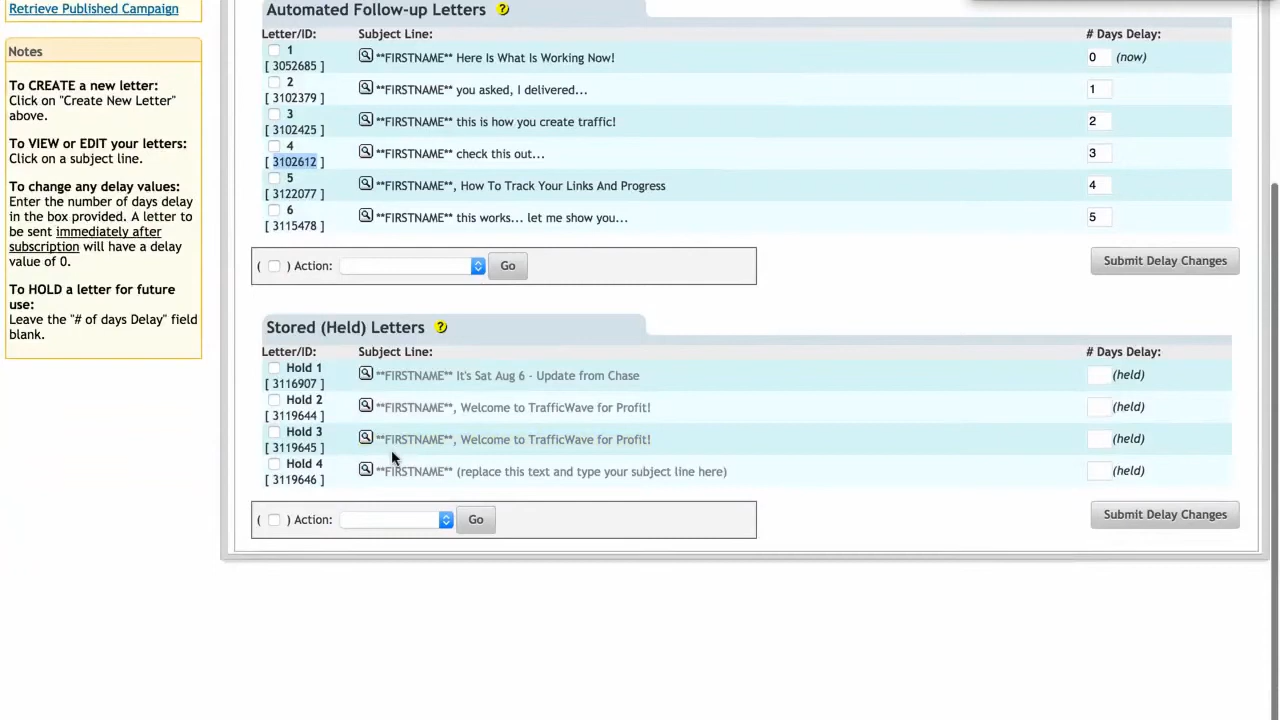 Retrieve Published Campaign
Notes
To CREATE a new letter:
Click on "Create New Letter"
above.
To VIEW or EDIT your letters:
Click on a subject line.
To change any delay values:
Enter the number of days delay
in the box provided. A letter to
be sent immediately after
subscription will have a delay
value of 0.
To HOLD a letter for future
use:
Leave the "# of days Delay" field
blank.
Automated Follow-up Letters ?
Letter/ID: Subject Line: # Days Delay:
1 **FIRSTNAME** Here Is What Is Working Now! 0 (now)
[ 3052685 ]
2 **FIRSTNAME** you asked, I delivered... 1
[ 3102379 ]
3 **FIRSTNAME** this is how you create traffic! 2
[ 3102425 ]
4 **FIRSTNAME** check this out... 3
[ 3102612 ]
5 **FIRSTNAME**, How To Track Your Links And Progress 4
[ 3122077 ]
6 **FIRSTNAME** this works... let me show you... 5
[ 3115478 ]
( ) Action: Go Submit Delay Changes
Stored (Held) Letters ?
Letter/ID: Subject Line: # Days Delay:
Hold 1 **FIRSTNAME** It's Sat Aug 6 - Update from Chase (held)
[ 3116907 ]
Hold 2 **FIRSTNAME**, Welcome to TrafficWave for Profit! (held)
[ 3119644 ]
Hold 3 **FIRSTNAME**, Welcome to TrafficWave for Profit! (held)
[ 3119645 ]
Hold 4 **FIRSTNAME** (replace this text and type your subject line here) (held)
[ 3119646 ]
( ) Action: Go Submit Delay Changes